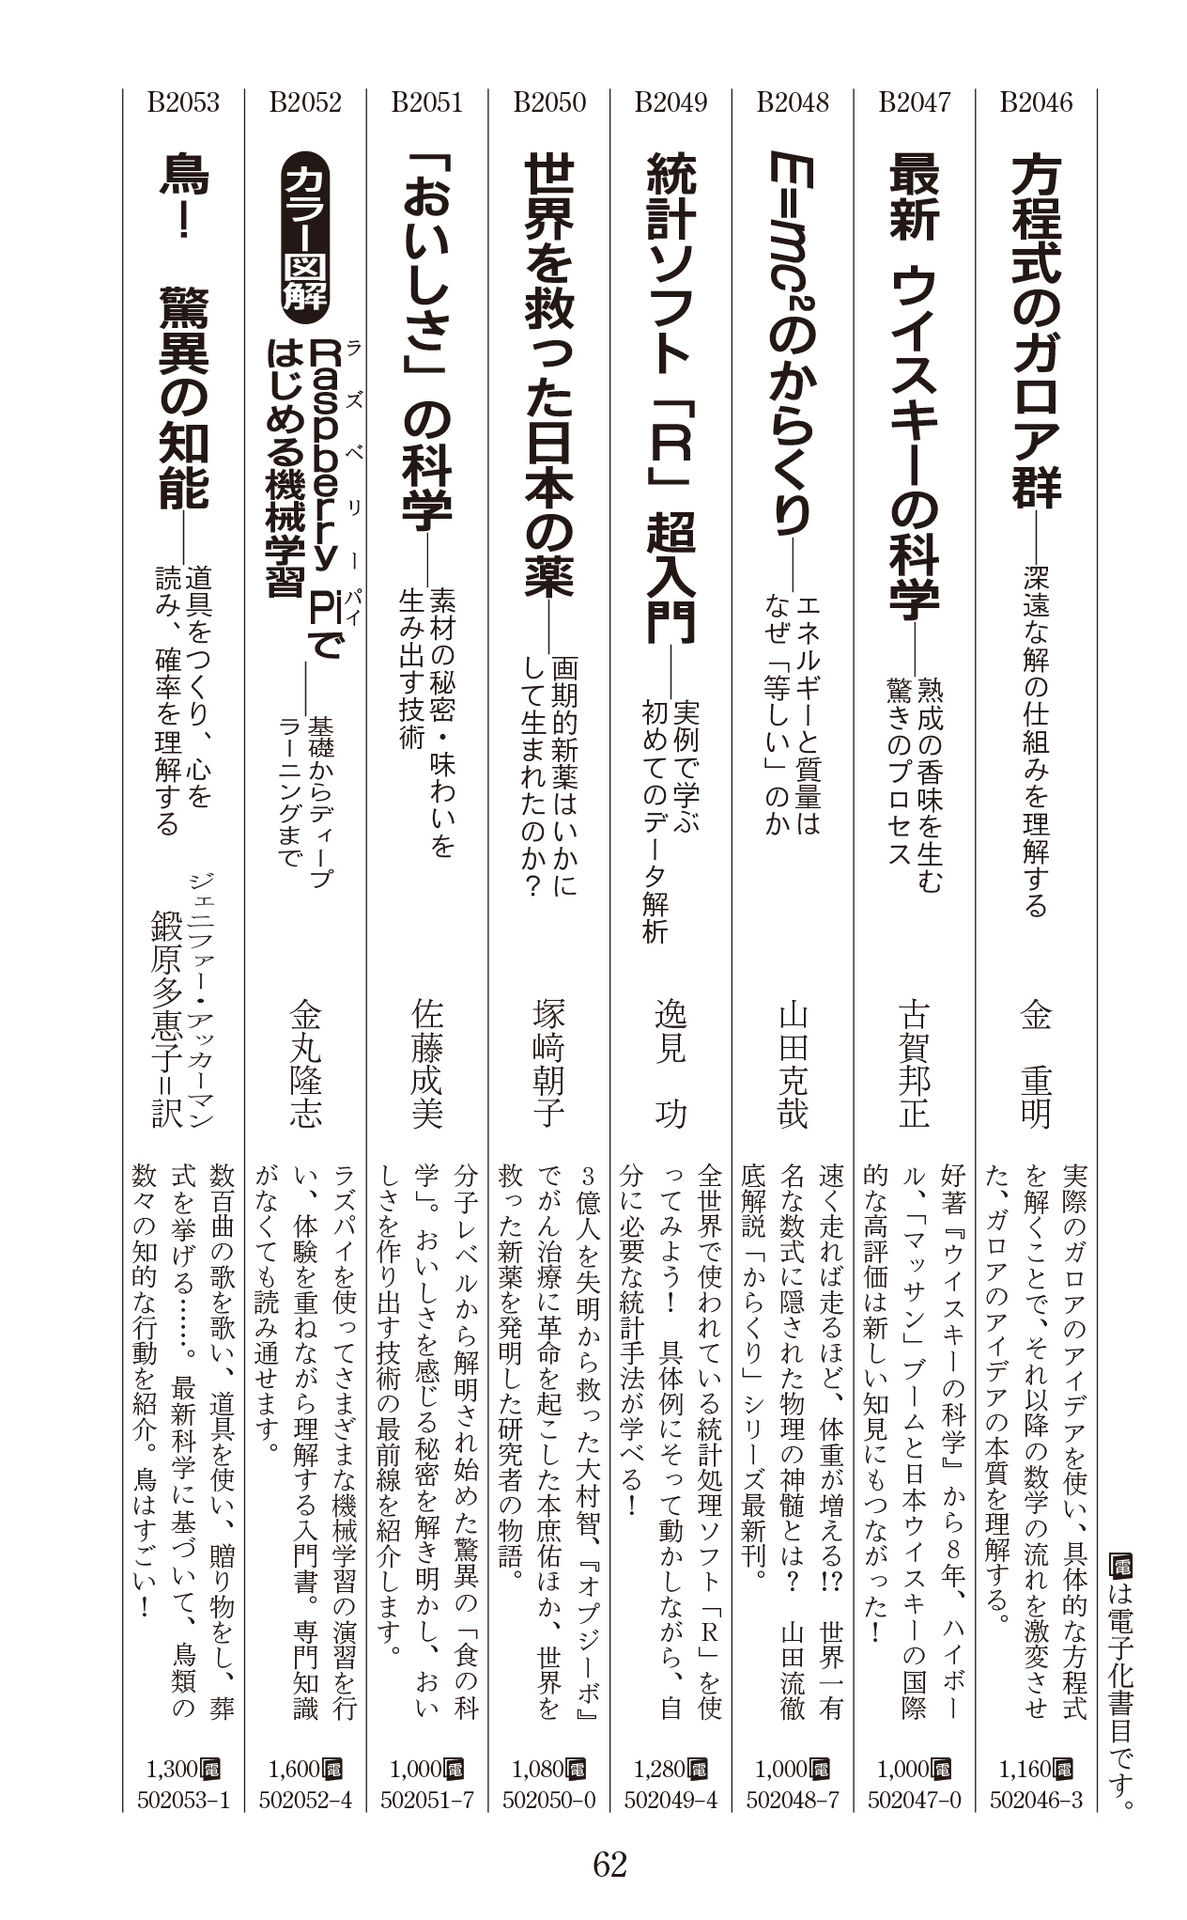 電は電子化書目です。
B2046
方程式のガロア群
深遠な解の仕組みを理解する
金 重明
実際のガロアのアイデアを使い、具体的な方程式
を解くことで、それ以降の数学の流れを激変させ
た、ガロアのアイデアの本質を理解する。
1,160電
502046-3
B2047
最新 ウイスキーの科学
熟成の香味を生む
驚きのプロセス
古賀邦正
好著『ウイスキーの科学』から8年、ハイボー
ル、「マッサン」ブームと日本ウイスキーの国際
的な高評価は新しい知見にもつながった！
1,000電
502047-0
B2048
E=mc²のからくり
エネルギーと質量は
なぜ「等しい」のか
山田克哉
速く走れば走るほど、体重が増える!? 世界一有
名な数式に隠された物理の神髄とは？ 山田流徹
底解説「からくり」シリーズ最新刊。
1,000電
502048-7
B2049
統計ソフト「R」超入門
実例で学ぶ
初めてのデータ解析
逸見 功
全世界で使われている統計処理ソフト「R」を使
ってみよう！ 具体例にそって動かしながら、自
分に必要な統計手法が学べる！
1,280電
502049-4
B2050
世界を救った日本の薬
画期的新薬はいかに
して生まれたのか？
塚﨑朝子
3億人を失明から救った大村智、『オプジーボ』
でがん治療に革命を起こした本庶佑ほか、世界を
救った新薬を発明した研究者の物語。
1,080電
502050-0
B2051
「おいしさ」の科学
素材の秘密・味わいを
生み出す技術
佐藤成美
分子レベルから解明され始めた驚異の「食の科
学」。おいしさを感じる秘密を解き明かし、おい
しさを作り出す技術の最前線を紹介します。
1,000電
502051-7
B2052
カラー図解
ラズベリーパイ
Raspberry Piで
はじめる機械学習
基礎からディープ
ラーニングまで
金丸隆志
ラズパイを使ってさまざまな機械学習の演習を行
い、体験を重ねながら理解する入門書。専門知識
がなくても読み通せます。
1,600電
502052-4
B2053
鳥！ 驚異の知能
道具をつくり、心を
読み、確率を理解する
ジェニファー・アッカーマン
鍛原多惠子＝訳
数百曲の歌を歌い、道具を使い、贈り物をし、葬
式を挙げる……。最新科学に基づいて、鳥類の
数々の知的な行動を紹介。鳥はすごい！
1,300電
502053-1
62